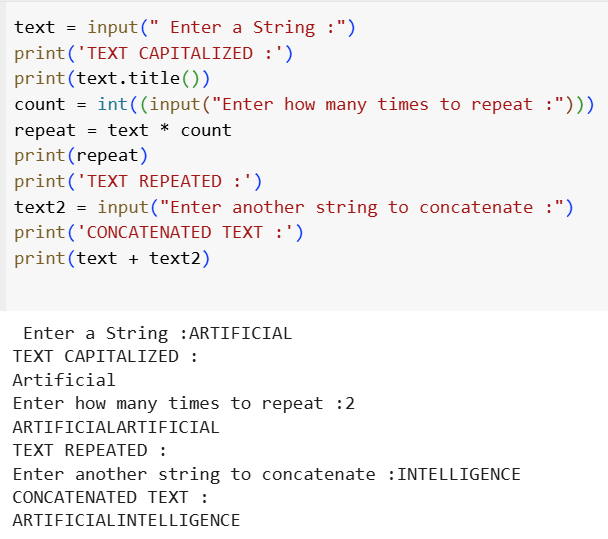 text = input(" Enter a String :")
print('TEXT CAPITALIZED :')
print(text.title())
count = int((input("Enter how many times to repeat :")))
repeat = text * count
print(repeat)
print('TEXT REPEATED :')
text2 = input("Enter another string to concatenate :")
print('CONCATENATED TEXT :')
print(text + text2)
 Enter a String :ARTIFICIAL
TEXT CAPITALIZED :
Artificial
Enter how many times to repeat :2
ARTIFICIALARTIFICIAL
TEXT REPEATED :
Enter another string to concatenate :INTELLIGENCE
CONCATENATED TEXT :
ARTIFICIALINTELLIGENCE